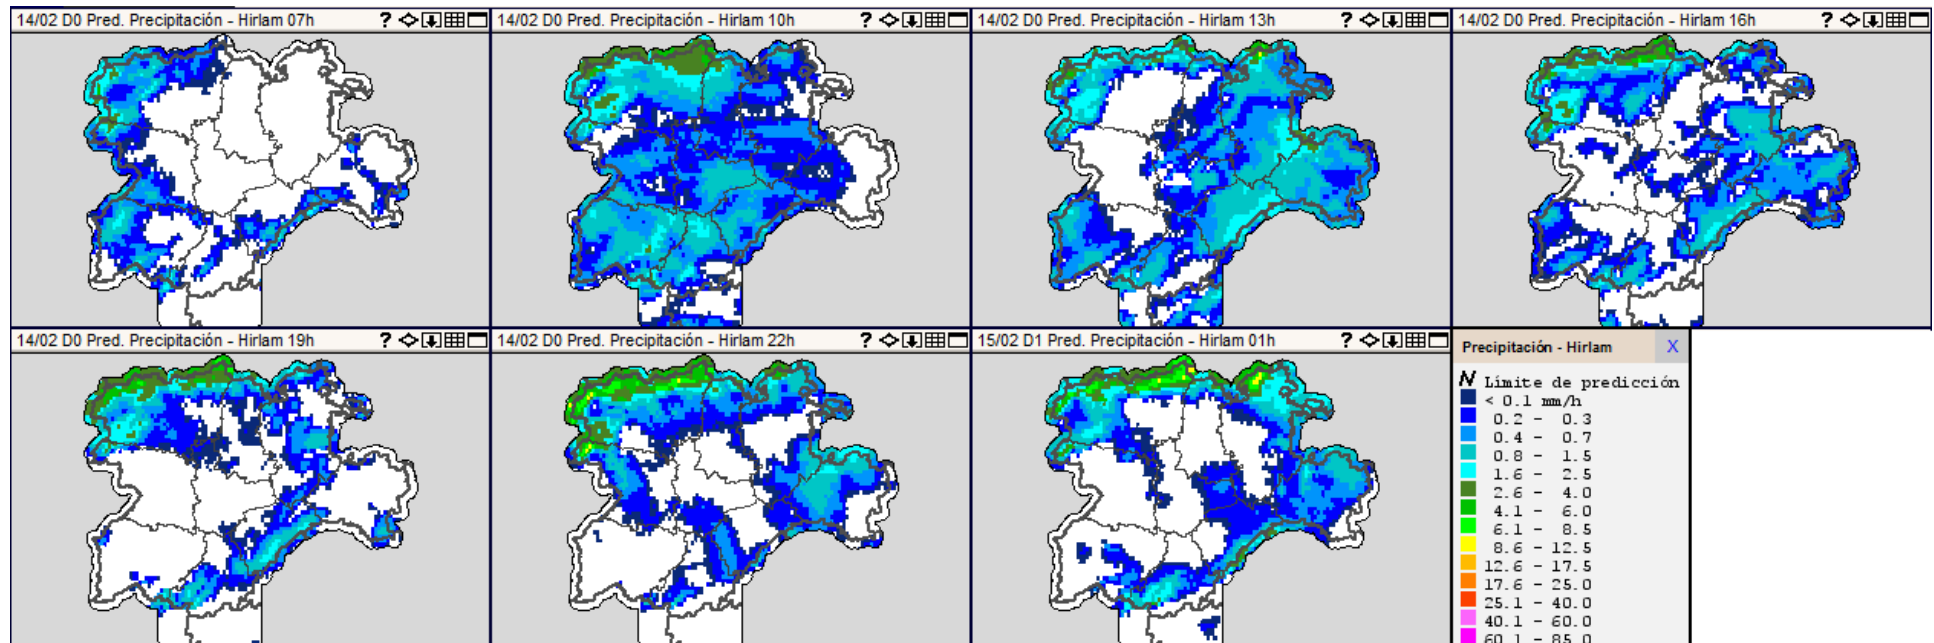 14/02 D0 Pred. Precipitación - Hirlam 07h ?
14/02 D0 Pred. Precipitación - Hirlam 10h ?
14/02 D0 Pred. Precipitación - Hirlam 13h ?
14/02 D0 Pred. Precipitación - Hirlam 16h ?
14/02 D0 Pred. Precipitación - Hirlam 19h ?
14/02 D0 Pred. Precipitación - Hirlam 22h ?
15/02 D1 Pred. Precipitación - Hirlam 01h ?
Precipitación - Hirlam X
N Límite de predicción
< 0.1 mm/h
0.2 - 0.3
0.4 - 0.7
0.8 - 1.5
1.6 - 2.5
2.6 - 4.0
4.1 - 6.0
6.1 - 8.5
8.6 - 12.5
12.6 - 17.5
17.6 - 25.0
25.1 - 40.0
40.1 - 60.0
60.1 - 85.0